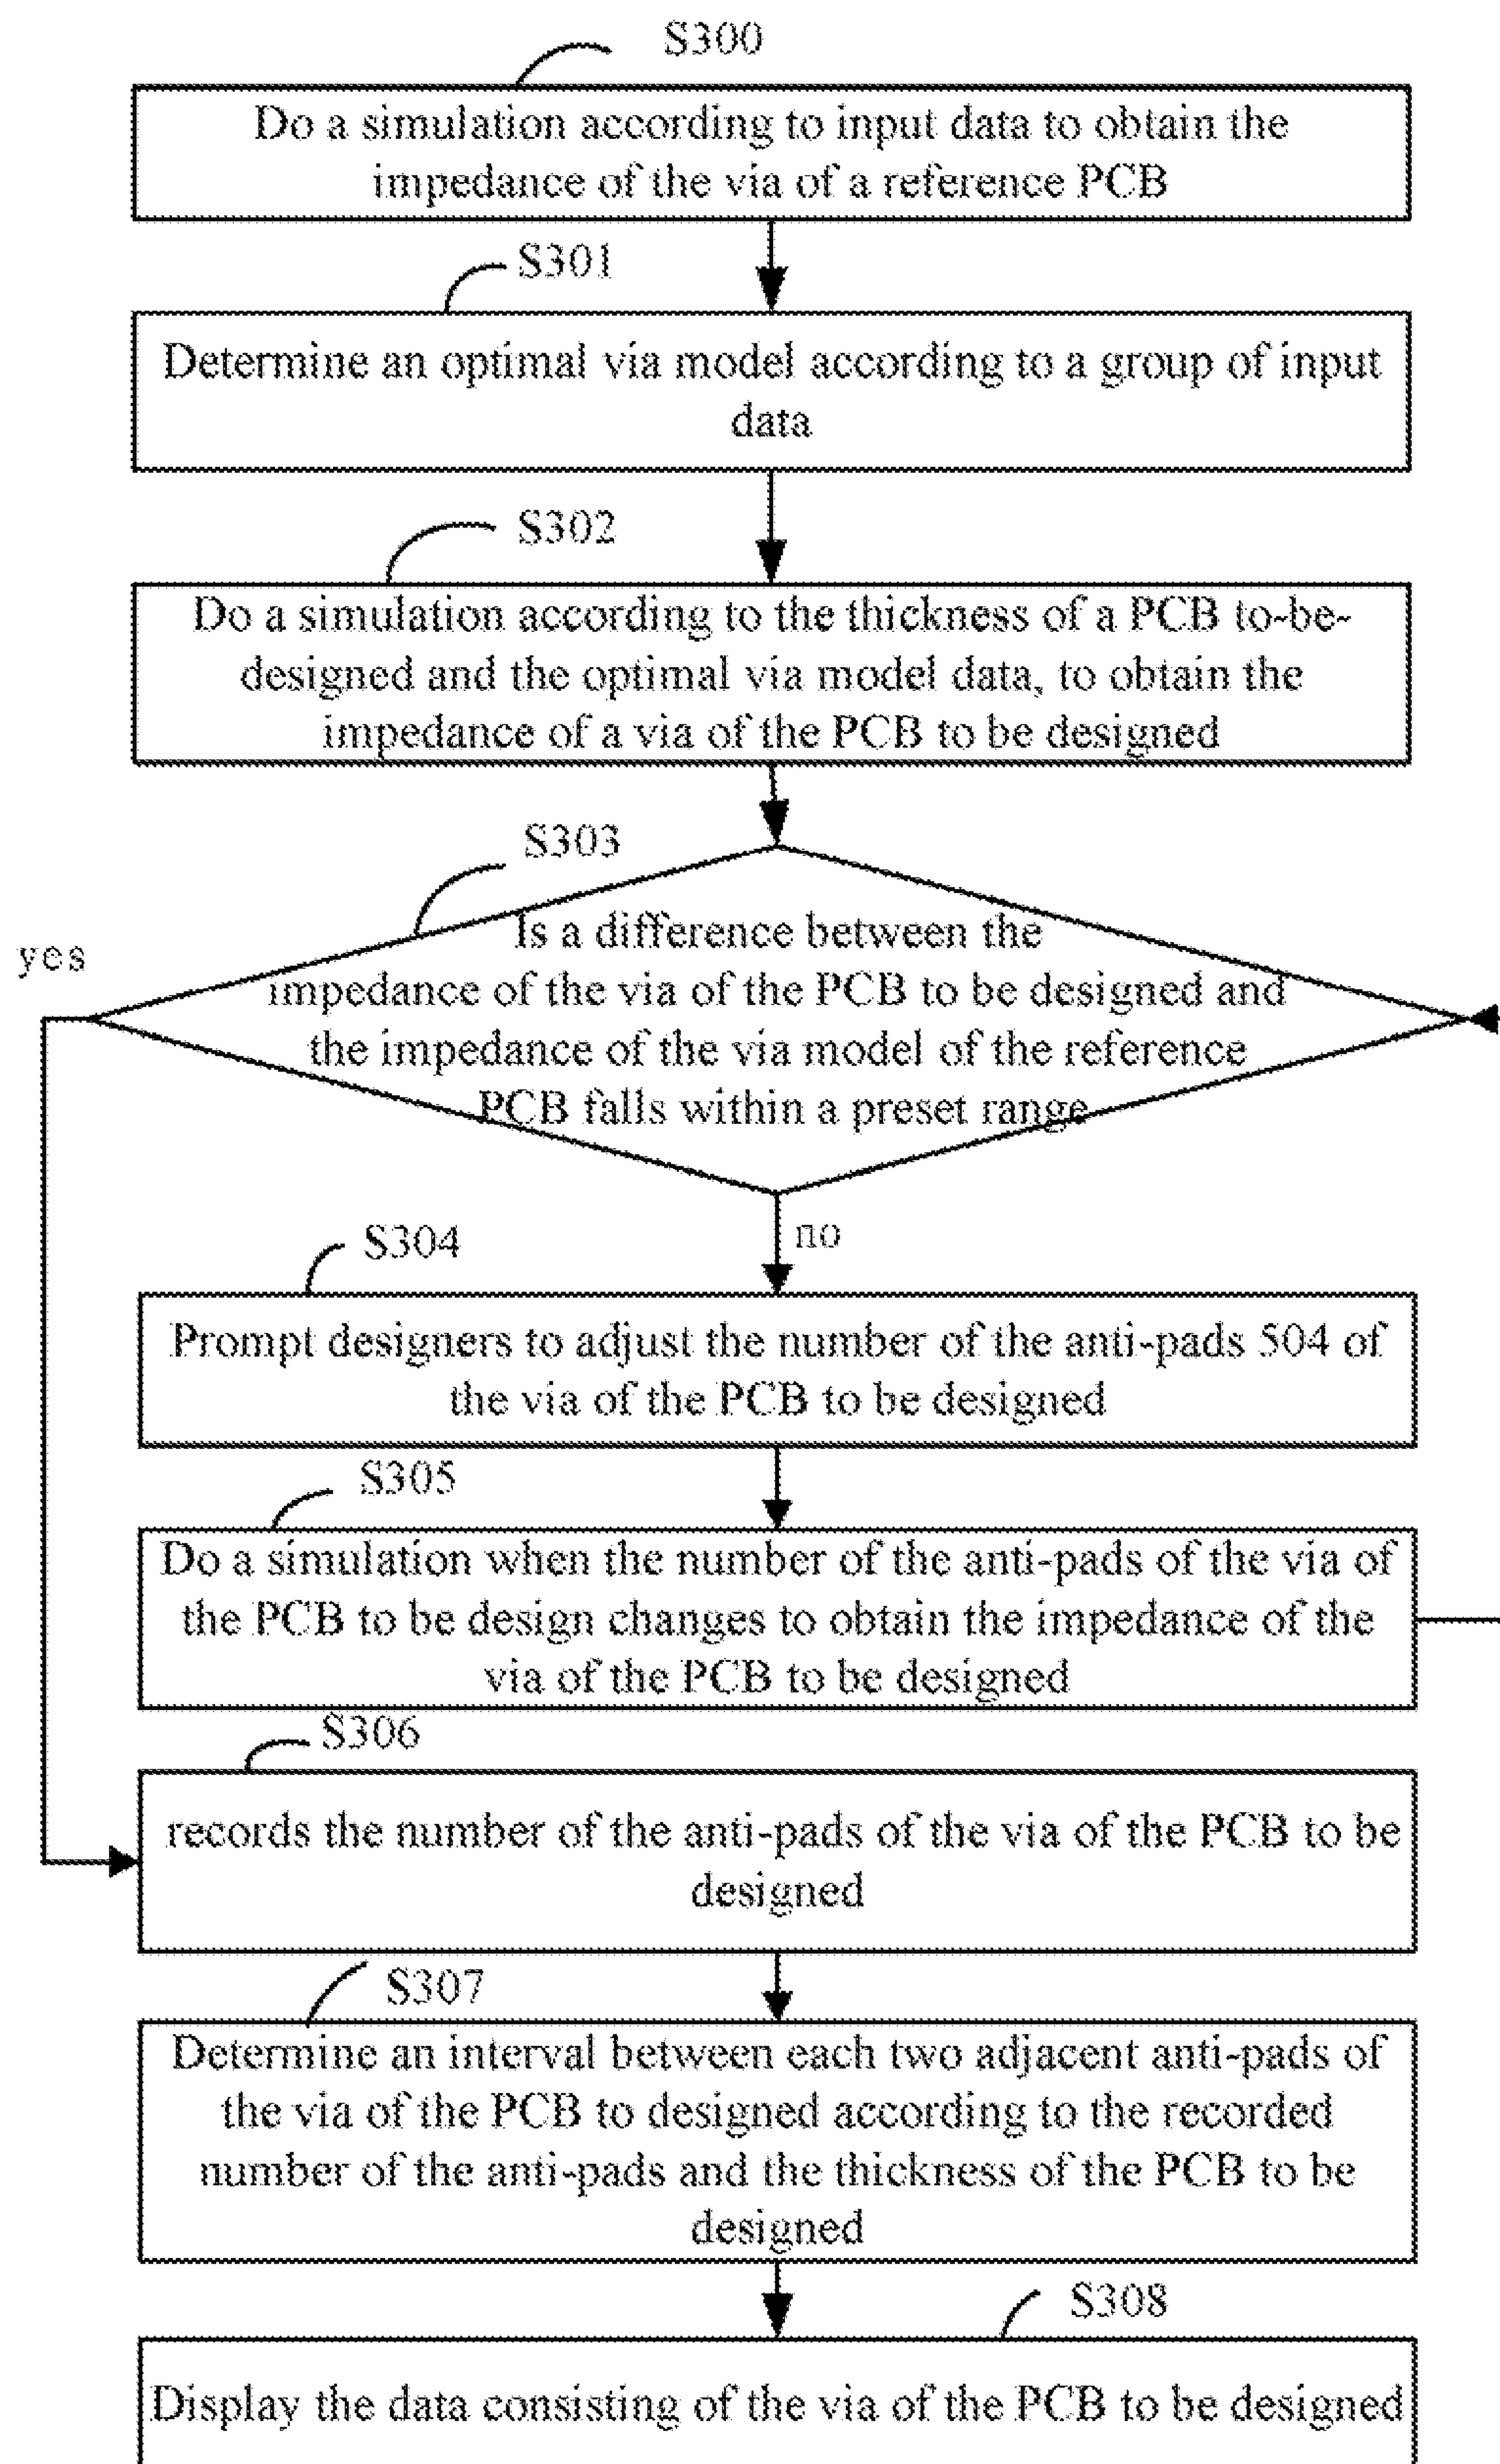 S300
Do a simulation according to input data to obtain the
impedance of the via of a reference PCB
S301
Determine an optimal via model according to a group of input
data
S302
Do a simulation according to the thickness of a PCB to-be-
designed and the optimal via model data, to obtain the
impedance of a via of the PCB to be designed
S303
yes
Is a difference between the
impedance of the via of the PCB to be designed and
the impedance of the via model of the reference
PCB falls within a preset range
no
S304
Prompt designers to adjust the number of the anti-pads 504 of
the via of the PCB to be designed
S305
Do a simulation when the number of the anti-pads of the via of
the PCB to be design changes to obtain the impedance of the
via of the PCB to be designed
S306
records the number of the anti-pads of the via of the PCB to be
designed
S307
Determine an interval between each two adjacent anti-pads of
the via of the PCB to designed according to the recorded
number of the anti-pads and the thickness of the PCB to be
designed
S308
Display the data consisting of the via of the PCB to be designed